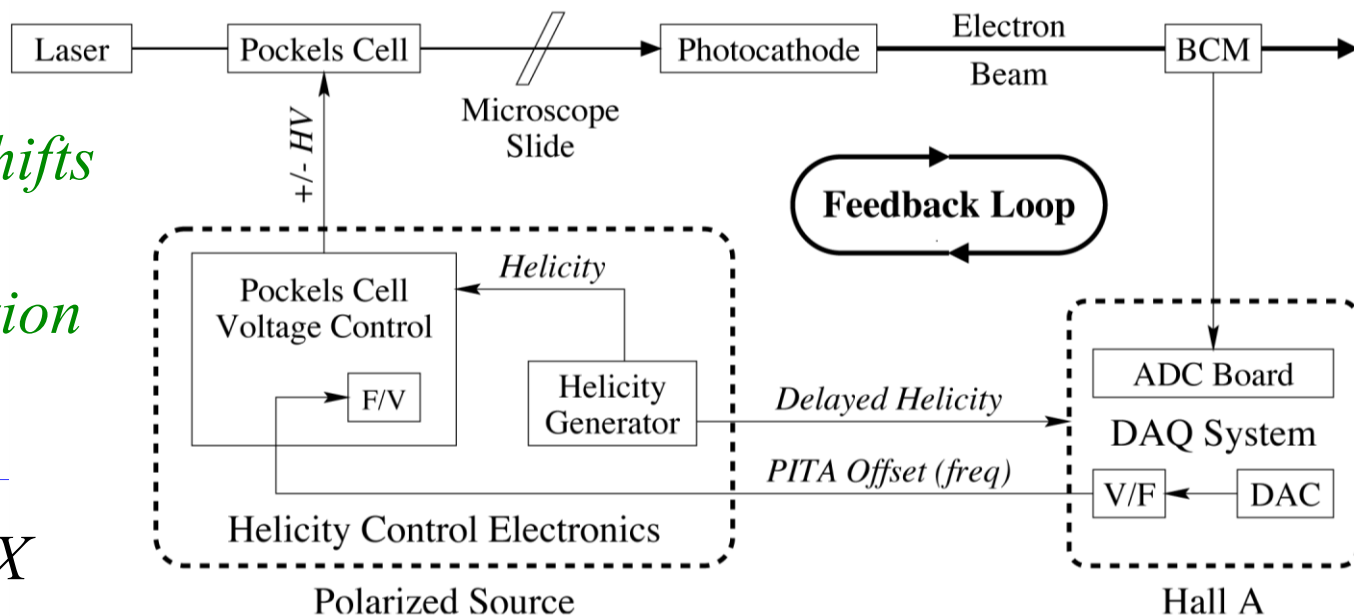 Laser
Pockels Cell
Photocathode
Electron
Beam
BCM
Microscope
Slide
+/- HV
hifts
Feedback Loop
Helicity
Pockels Cell
Voltage Control
tion
F/V
Helicity
Generator
Delayed Helicity
ADC Board
DAQ System
PITA Offset (freq)
V/F
DAC
Helicity Control Electronics
X
Polarized Source
Hall A